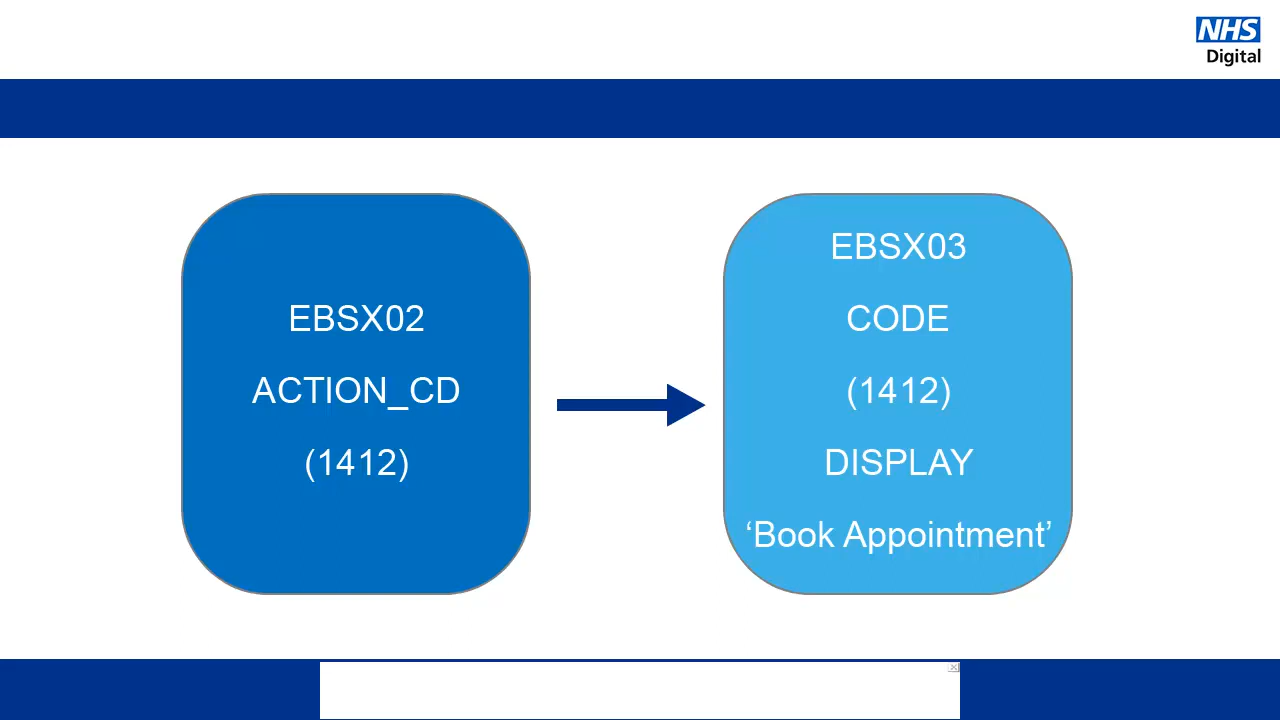 NHS
Digital
EBSX02
ACTION_CD
(1412)
EBSX03
CODE
(1412)
DISPLAY
‘Book Appointment’